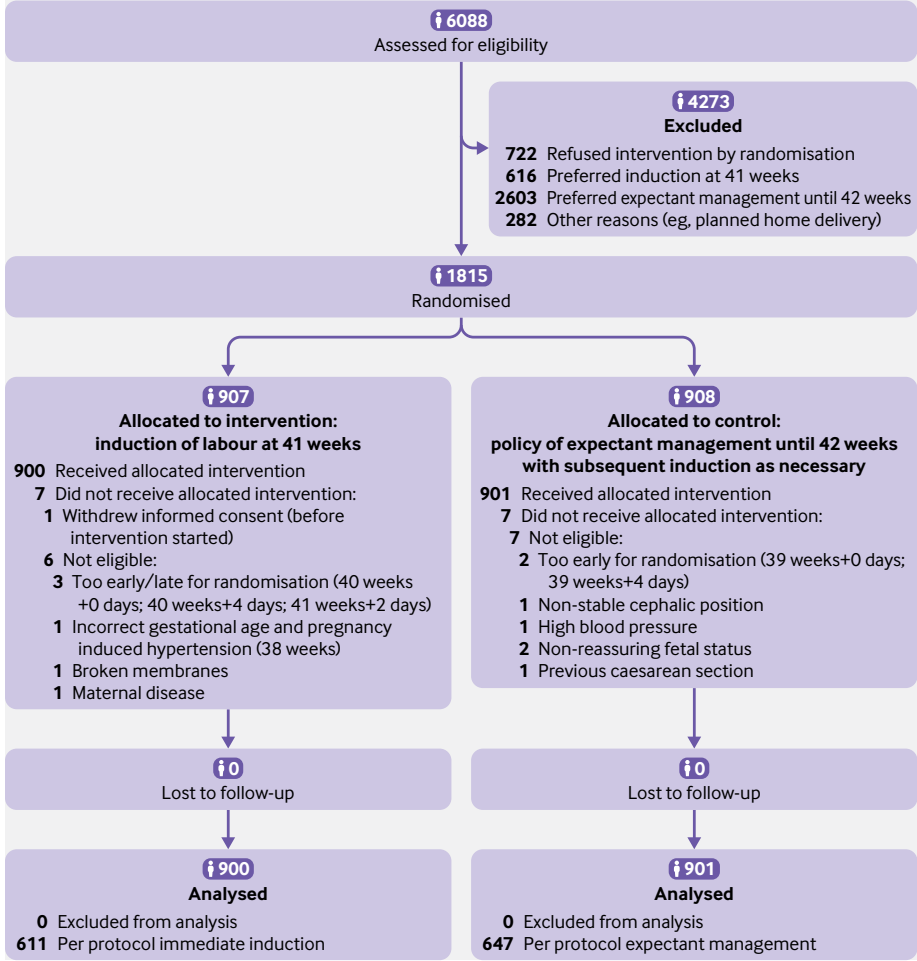 6088
Assessed for eligibility
4273
Excluded
722 Refused intervention by randomisation
616 Preferred induction at 41 weeks
2603 Preferred expectant management until 42 weeks
282 Other reasons (eg, planned home delivery)
1815
Randomised
907
Allocated to intervention:
induction of labour at 41 weeks
900 Received allocated intervention
7 Did not receive allocated intervention:
1 Withdrew informed consent (before
intervention started)
6 Not eligible:
3 Too early/late for randomisation (40 weeks
+0 days; 40 weeks+4 days; 41 weeks+2 days)
1 Incorrect gestational age and pregnancy
induced hypertension (38 weeks)
1 Broken membranes
1 Maternal disease
908
Allocated to control:
policy of expectant management until 42 weeks
with subsequent induction as necessary
901 Received allocated intervention
7 Did not receive allocated intervention:
7 Not eligible:
2 Too early for randomisation (39 weeks+0 days;
39 weeks+4 days)
1 Non-stable cephalic position
1 High blood pressure
2 Non-reassuring fetal status
1 Previous caesarean section
0
Lost to follow-up
0
Lost to follow-up
900
Analysed
0 Excluded from analysis
611 Per protocol immediate induction
901
Analysed
0 Excluded from analysis
647 Per protocol expectant management